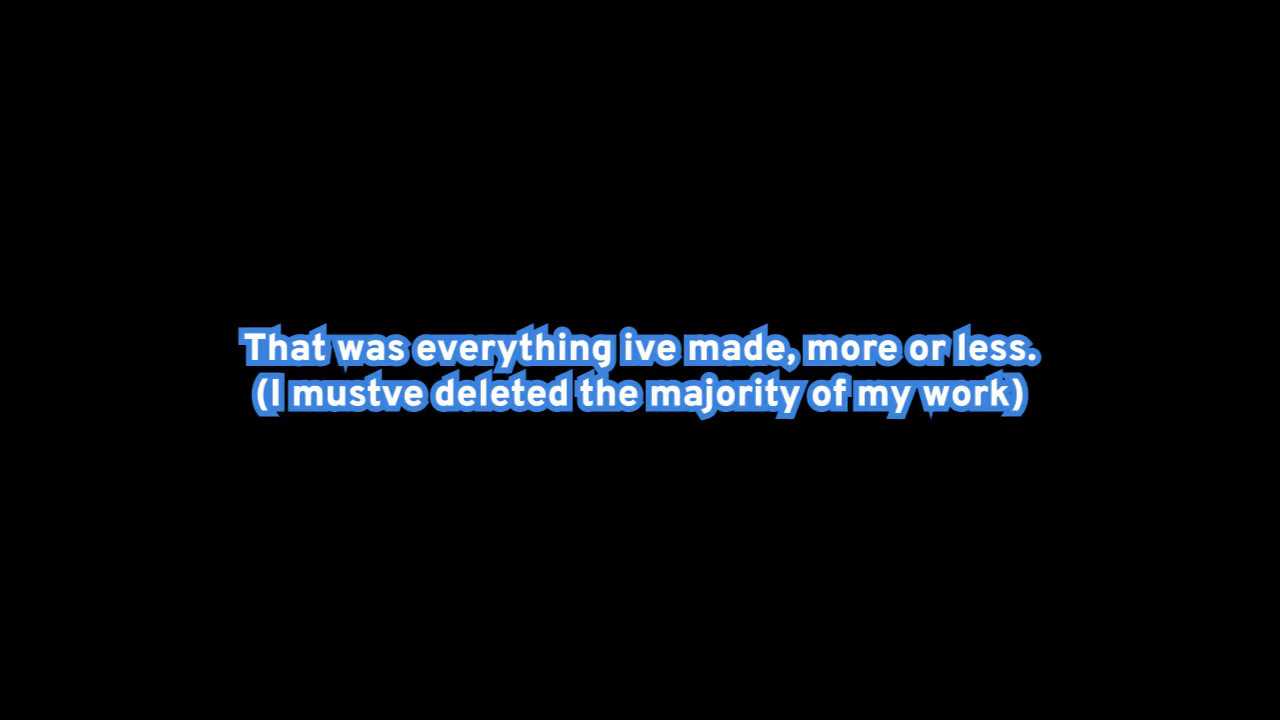 That was everything ive made, more or less.
(I mustve deleted the majority of my work)